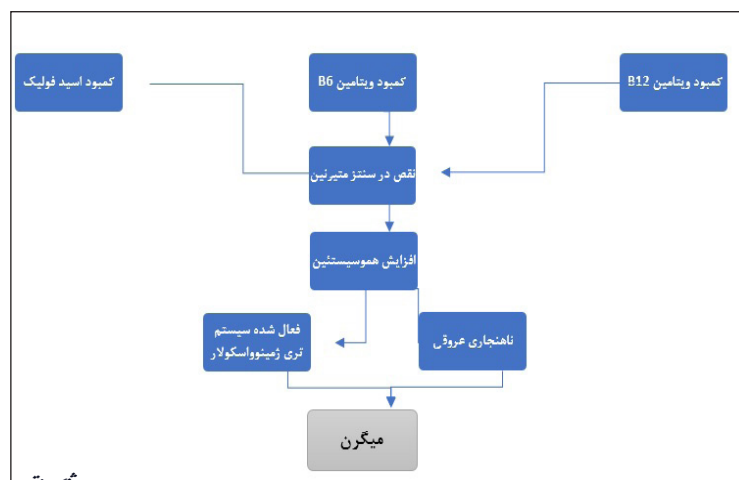 کمبود ویتامین B12
کمبود ویتامین B6
کمبود اسید فولیک
نقص در سنتز متیرنین
افزایش هموسیستئین
ناهنجاری عروقی
فعال شده سیستم
تری ژمینوواسکولار
میگرن